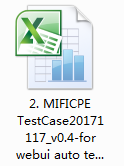 2. MIFICPE
TestCase20171
117_v0.4-for
webui auto te...